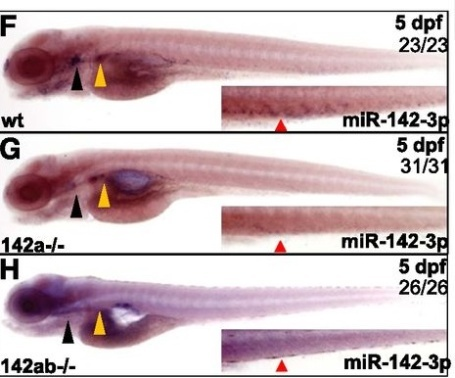 F
5 dpf
23/23
wt
miR-142-3p
G
5 dpf
31/31
142a-/-
miR-142-3p
H
5 dpf
26/26
142ab-/-
miR-142-3p